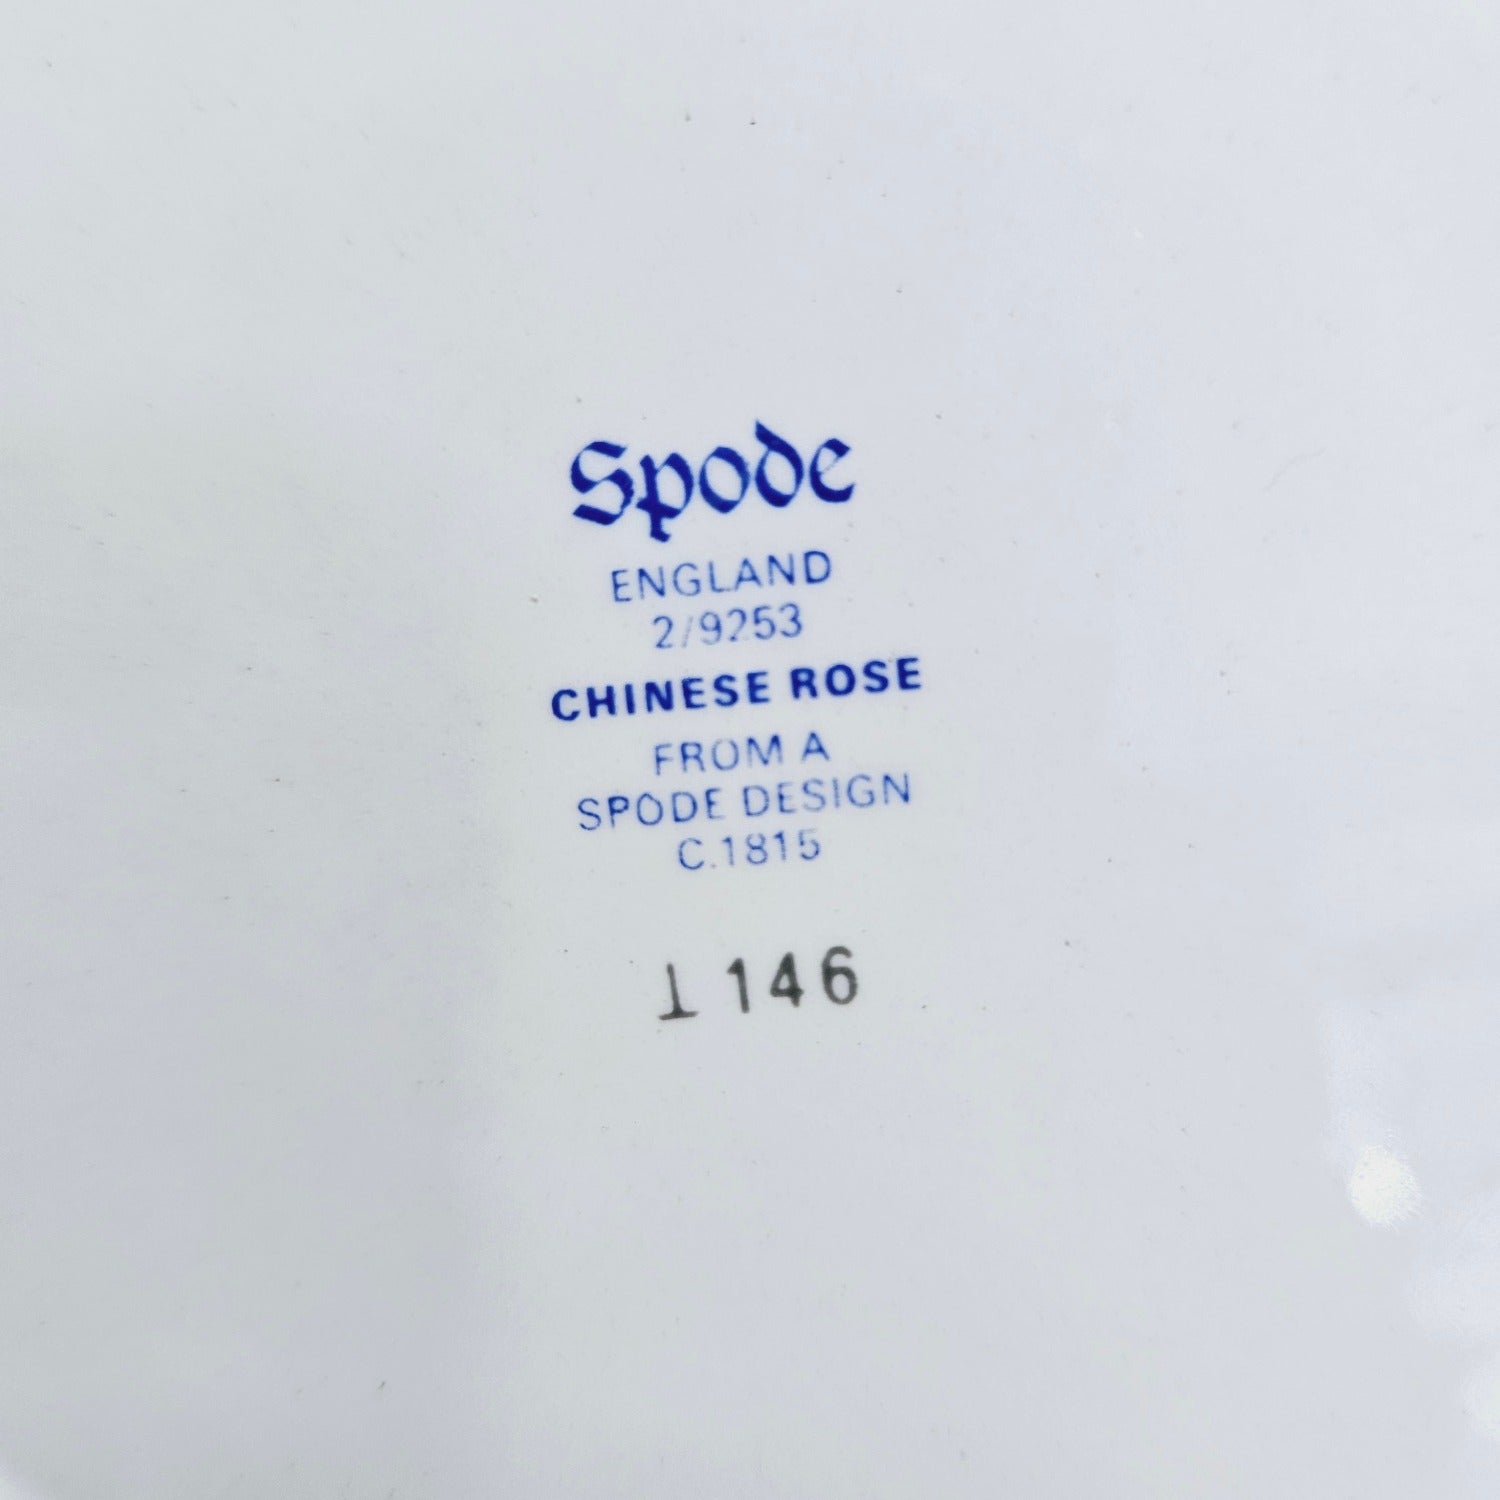 Spode
ENGLAND
2/9253
CHINESE ROSE
FROM A
SPODE DESIGN
C.1815
⊥ 146